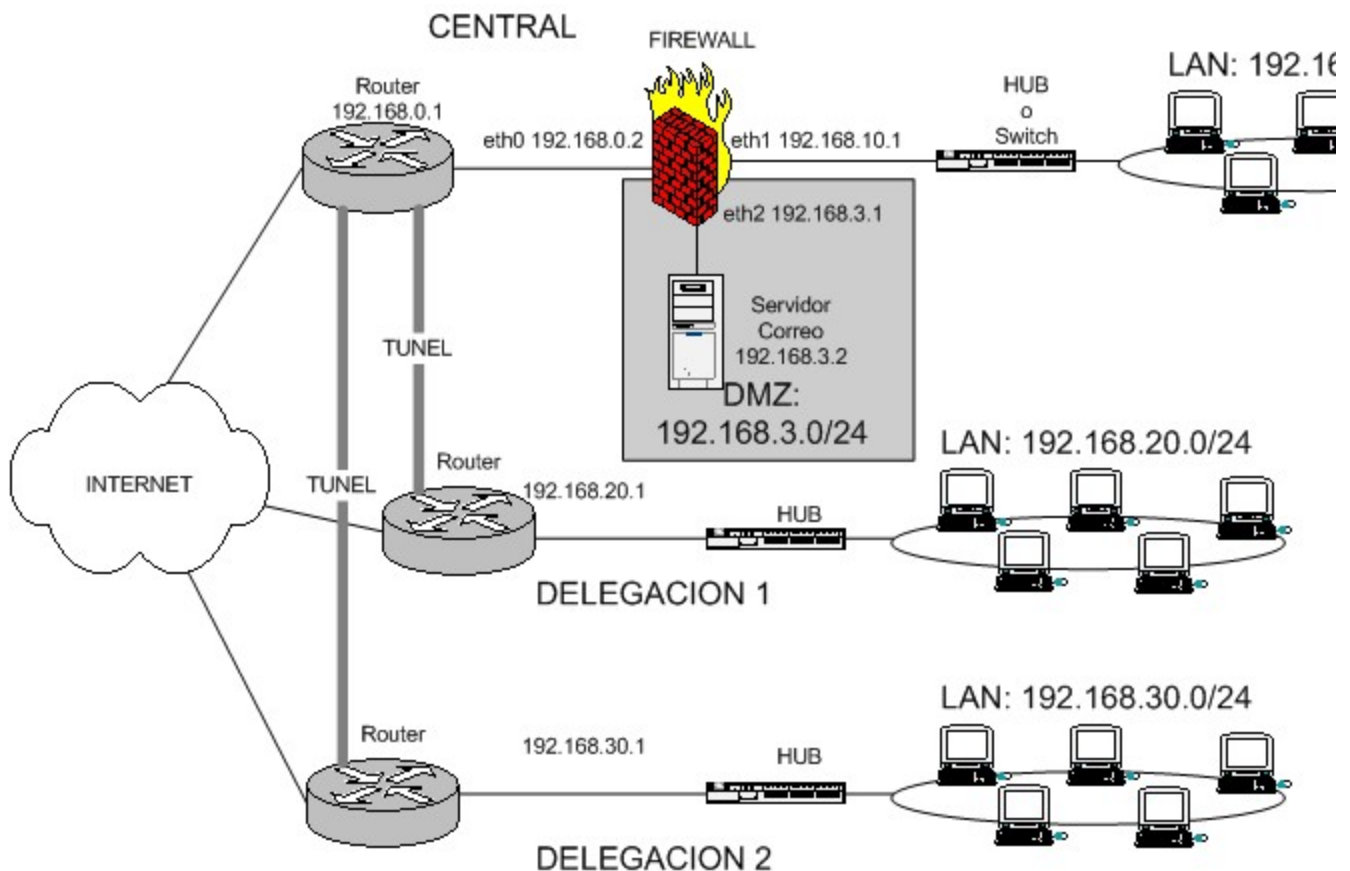 CENTRAL
FIREWALL
Router
192.168.0.1
eth0 192.168.0.2
eth1 192.168.10.1
HUB
o
Switch
LAN: 192.16
eth2 192.168.3.1
Servidor
Correo
192.168.3.2
DMZ:
192.168.3.0/24
TUNEL
TUNEL
INTERNET
Router
192.168.20.1
HUB
LAN: 192.168.20.0/24
DELEGACION 1
Router
192.168.30.1
HUB
LAN: 192.168.30.0/24
DELEGACION 2